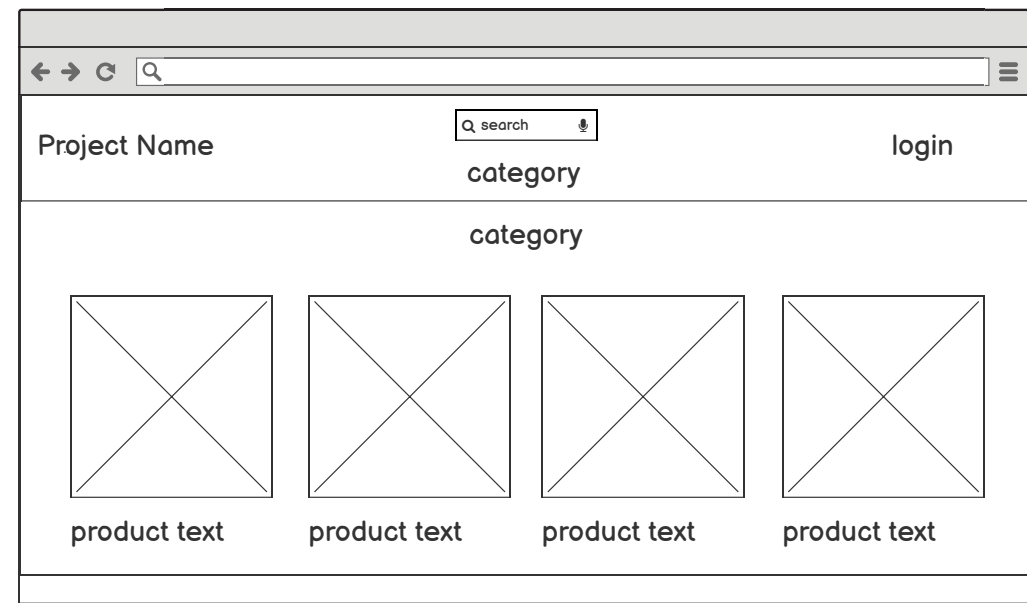 search
Project Name
login
category
category
product text
product text
product text
product text